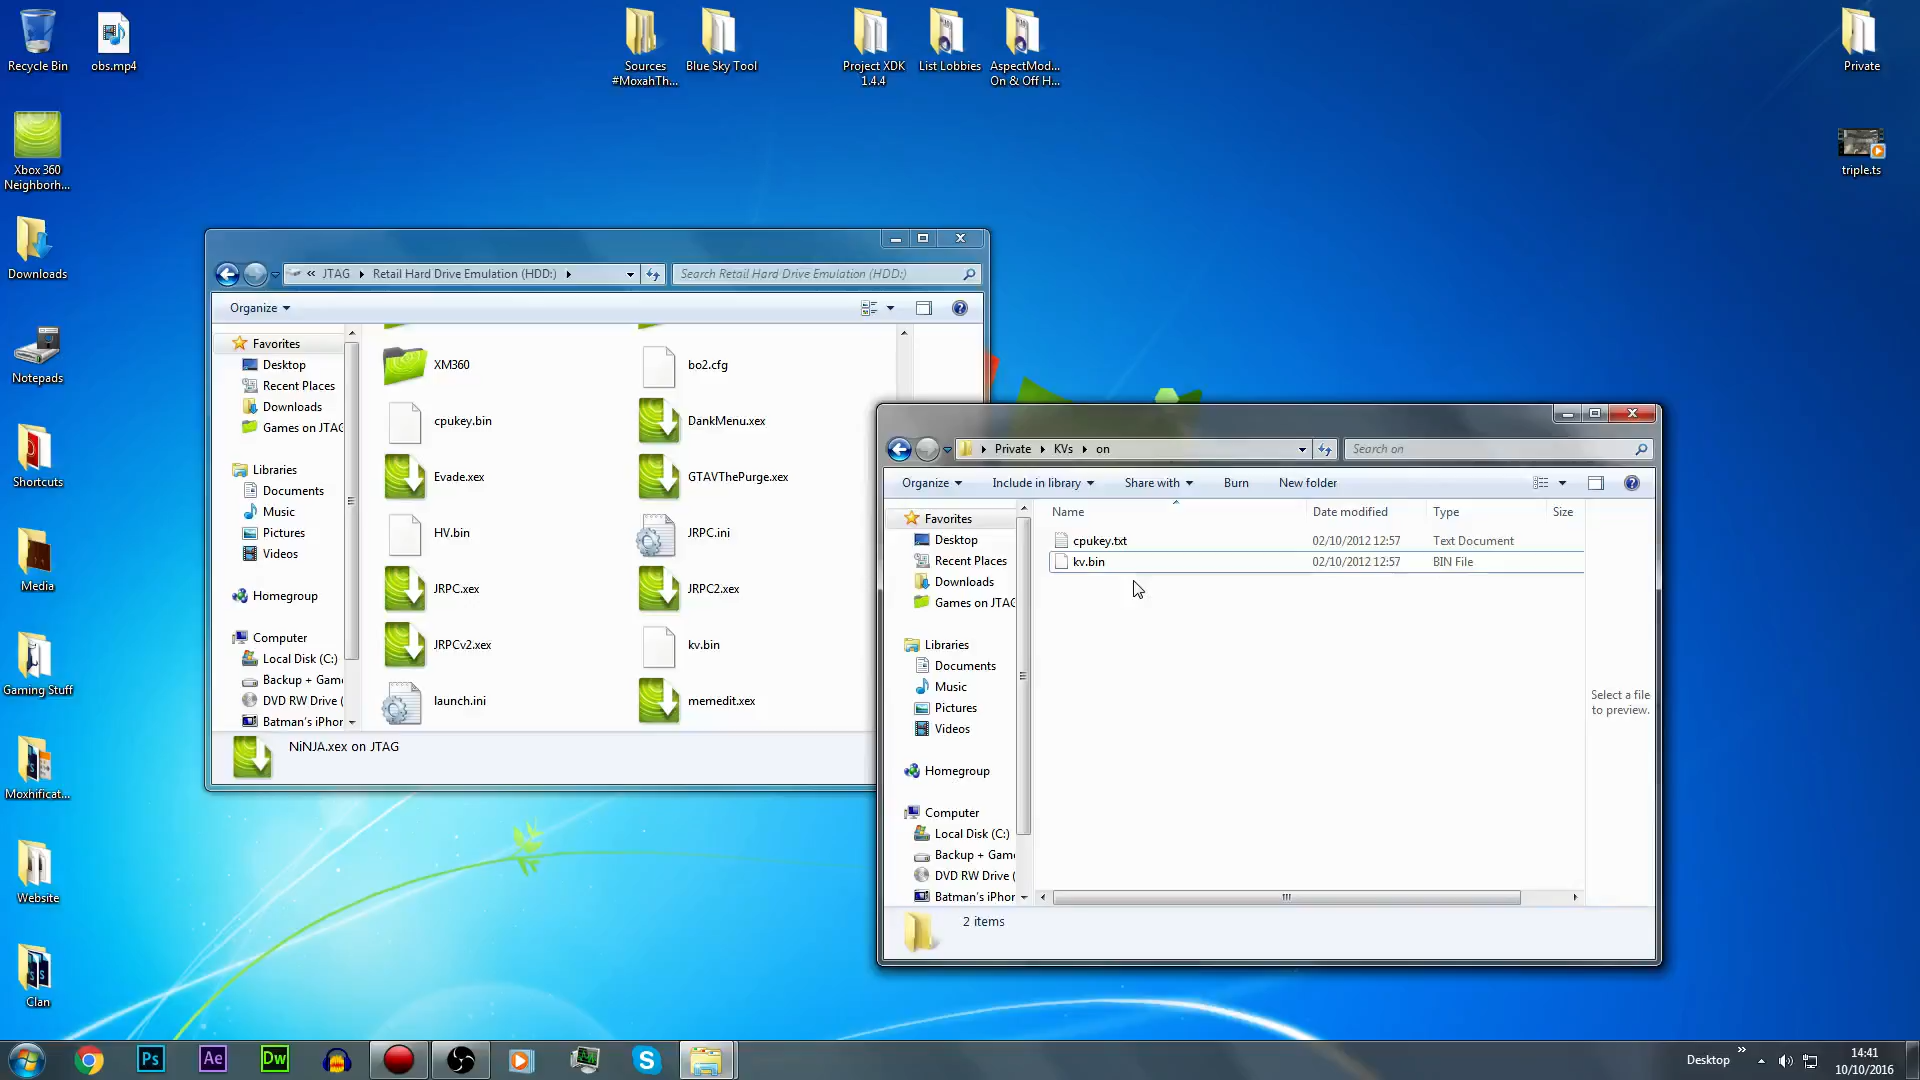 Recycle Bin
obs.mp4
Sources
#MoxahTh...
Blue Sky Tool
Project XDK
1.4.4
List Lobbies
AspectMod...
On & Off H...
Private
Xbox 360
Neighborh...
triple.ts
Downloads
Notepads
Shortcuts
Media
Gaming Stuff
Moxhificat...
Website
Clan
« JTAG Retail Hard Drive Emulation (HDD:)
Search Retail Hard Drive Emulation (HDD:)
Organize
Favorites
Desktop
Recent Places
Downloads
Games on JTAG
Libraries
Documents
Music
Pictures
Videos
Homegroup
Computer
Local Disk (C:)
Backup + Game
DVD RW Drive (
Batman's iPhor
XM360
bo2.cfg
cpukey.bin
DankMenu.xex
Evade.xex
GTAVThePurge.xex
HV.bin
JRPC.ini
JRPC.xex
JRPC2.xex
JRPCv2.xex
kv.bin
launch.ini
memedit.xex
NiNJA.xex on JTAG
Private KVs on
Search on
Organize
Include in library
Share with
Burn
New folder
Favorites
Desktop
Recent Places
Downloads
Games on JTAG
Libraries
Documents
Music
Pictures
Videos
Homegroup
Computer
Local Disk (C:)
Backup + Game
DVD RW Drive (
Batman's iPhor
Name Date modified Type Size
cpukey.txt 02/10/2012 12:57 Text Document
kv.bin 02/10/2012 12:57 BIN File
Select a file
to preview.
2 items
Ps
Ae
Dw
Desktop
14:41
10/10/2016